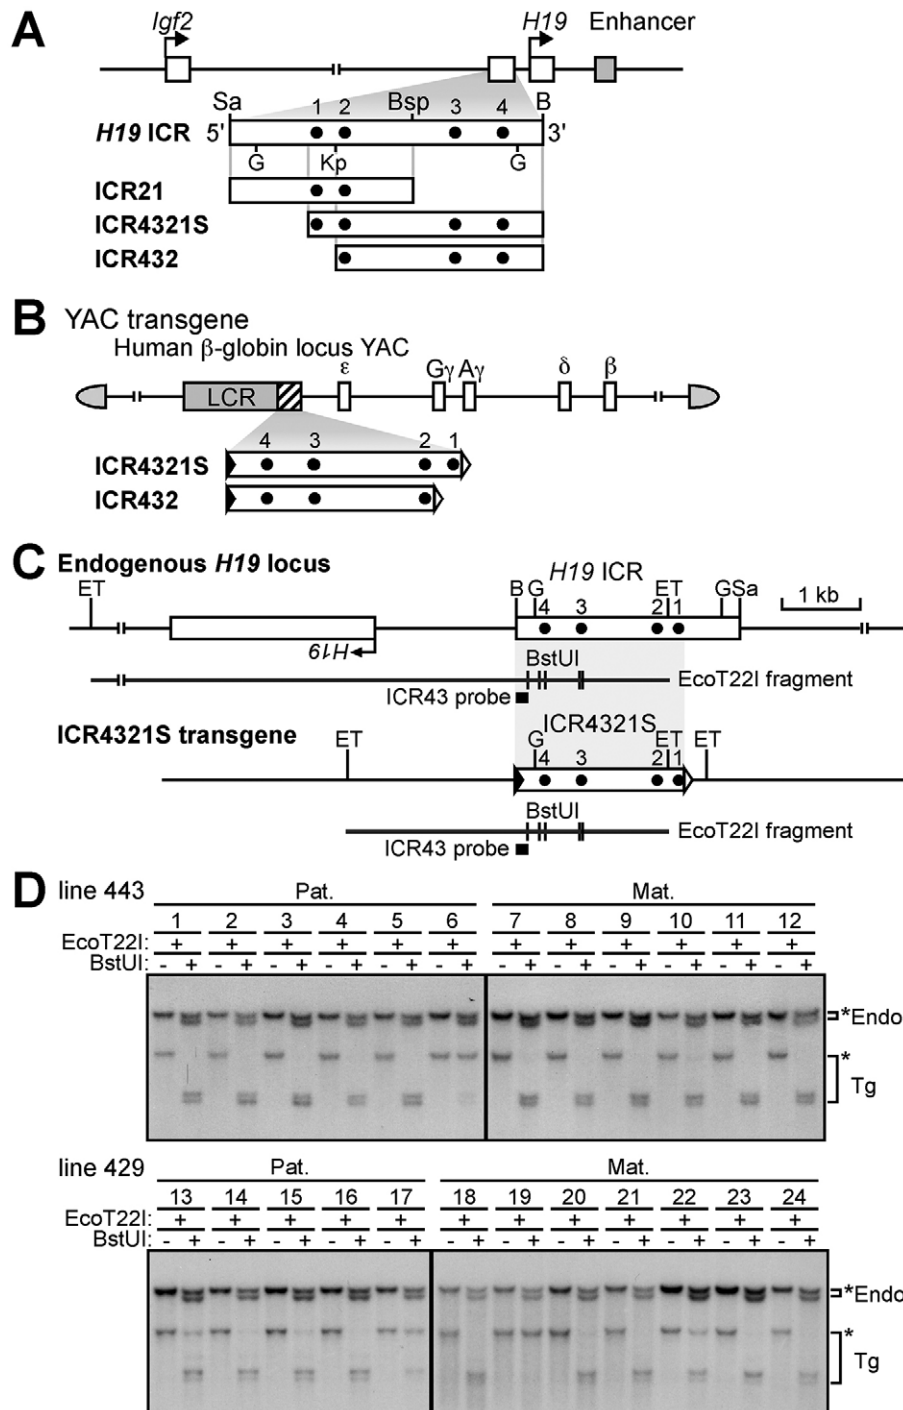 A
Igf2 H19 Enhancer
Sa 1 2 Bsp 3 4 B
H19 ICR 5' 3'
G Kp G
ICR21
ICR4321S
ICR432
B YAC transgene
Human β-globin locus YAC
LCR ε Gγ Aγ δ β
4 3 2 1
ICR4321S
ICR432
C Endogenous H19 locus
H19 ICR
ET B G 4 3 2 ET 1 GSa 1 kb
H19
BstUI
ICR43 probe EcoT22I fragment
ICR4321S transgene
ICR4321S
ET G 4 3 2 ET 1 ET
BstUI
ICR43 probe EcoT22I fragment
D line 443 Pat. Mat.
1 2 3 4 5 6 7 8 9 10 11 12
EcoT22I: + + + + + + + + + + + +
BstUI: - + - + - + - + - + - + - + - + - + - + - + - +
*Endo
*
Tg
line 429 Pat. Mat.
13 14 15 16 17 18 19 20 21 22 23 24
EcoT22I: + + + + + + + + + + + +
BstUI: - + - + - + - + - + - + - + - + - + - + - + - +
*Endo
*
Tg